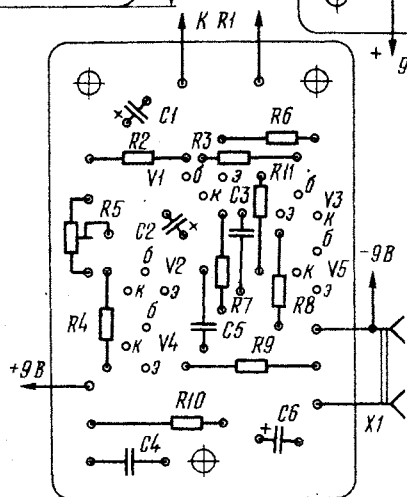 К R1
+ 9
C1
R6
R2 R3
V1 б э R11
К C3 б V3
R5 C2 э К
б V2 б
-9В
К э К V5
э
R4 б R7 R8
C5
К V4 R9
э
+9В
R10
X1
C4 + C6